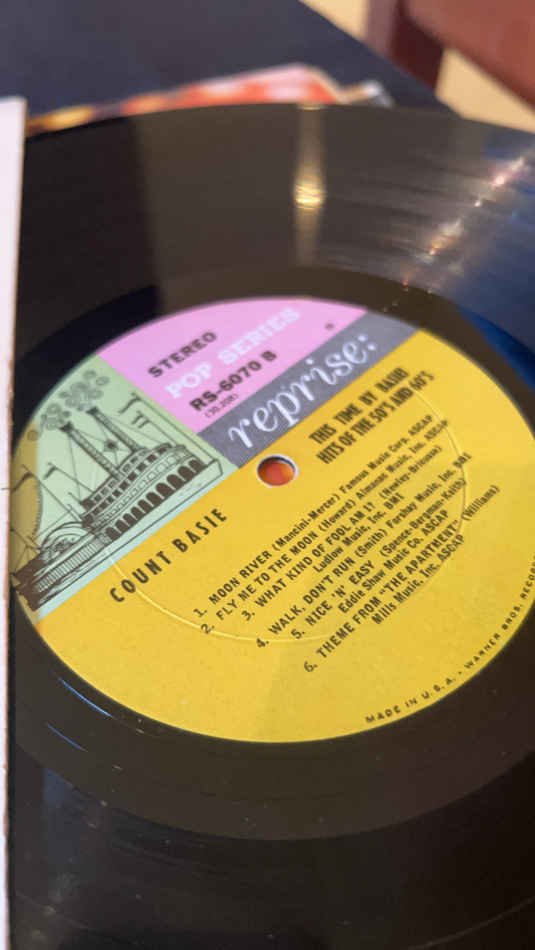 STEREO
POP SERIES
RS-6070 B
(30,208)
reprise:
THIS TIME BY BASIE
HITS OF THE 50'S AND 60'S
COUNT BASIE
1. MOON RIVER (Mancini-Mercer) Famous Music Corp. ASCAP
2. FLY ME TO THE MOON (Howard) Almanac Music, Inc. ASCAP
3. WHAT KIND OF FOOL AM I? (Newley-Bricusse)
Ludlow Music, Inc. BMI
4. WALK, DON'T RUN (Smith) Forshay Music, Inc. BMI
5. NICE 'N' EASY (Spence-Bergman-Keith)
Eddie Shaw Music Co. ASCAP
6. THEME FROM "THE APARTMENT" (Williams)
Mills Music, Inc. ASCAP
MADE IN U.S.A. • WARNER BROS. RECORDS